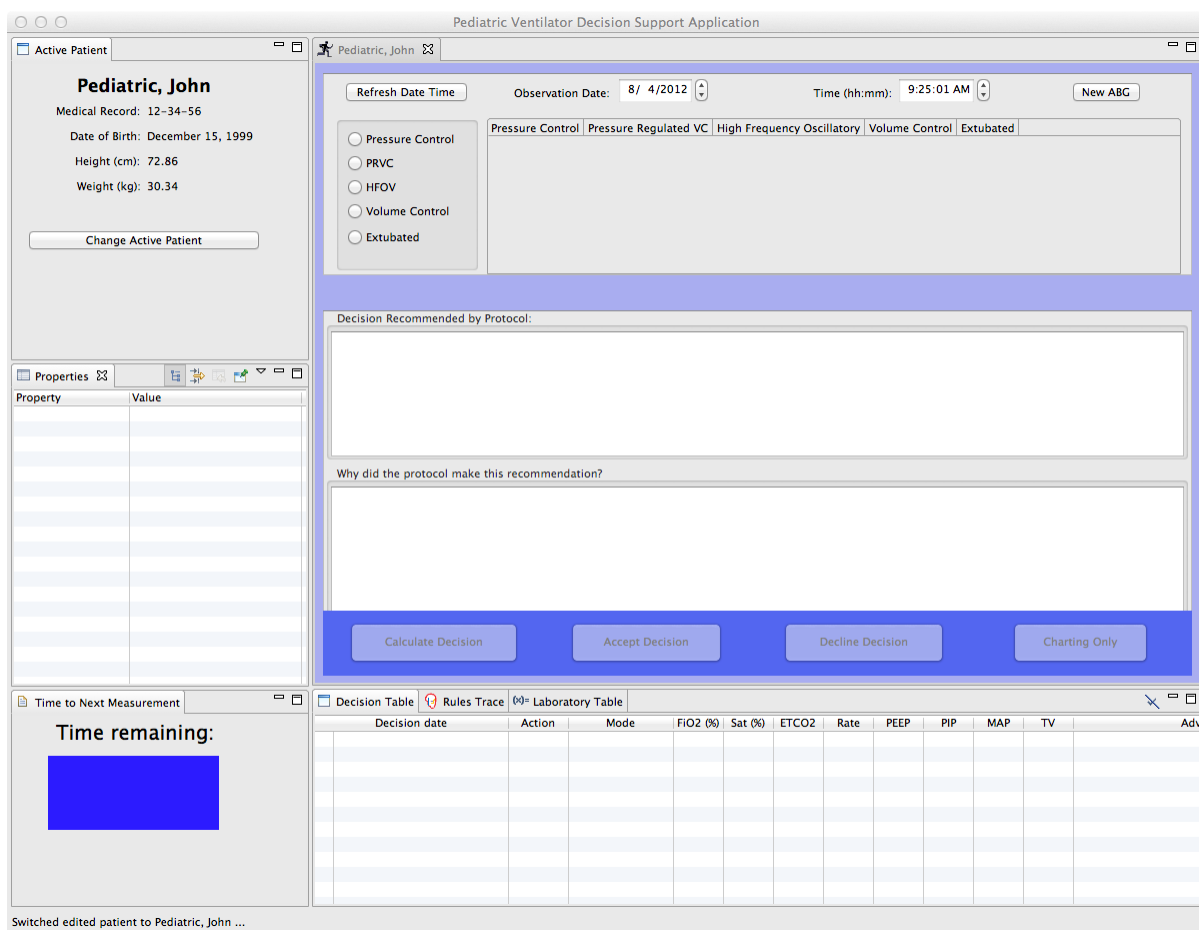 Pediatric Ventilator Decision Support Application
Active Patient
Pediatric, John
Medical Record: 12-34-56
Date of Birth: December 15, 1999
Height (cm): 72.86
Weight (kg): 30.34
Change Active Patient
Properties
Property Value
Time to Next Measurement
Time remaining:
Pediatric, John
Refresh Date Time Observation Date: 8/ 4/2012 Time (hh:mm): 9:25:01 AM New ABG
Pressure Control
PRVC
HFOV
Volume Control
Extubated
Pressure Control Pressure Regulated VC High Frequency Oscillatory Volume Control Extubated
Decision Recommended by Protocol:
Why did the protocol make this recommendation?
Calculate Decision Accept Decision Decline Decision Charting Only
Decision Table Rules Trace (x)= Laboratory Table
Decision date Action Mode FiO2 (%) Sat (%) ETCO2 Rate PEEP PIP MAP TV Adv
Switched edited patient to Pediatric, John ...